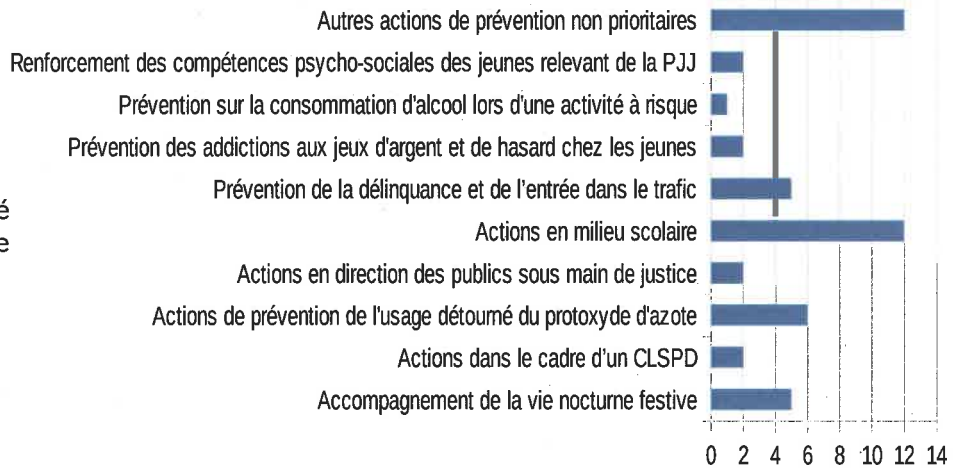 Autres actions de prévention non prioritaires
Renforcement des compétences psycho-sociales des jeunes relevant de la PJJ
Prévention sur la consommation d'alcool lors d'une activité à risque
Prévention des addictions aux jeux d'argent et de hasard chez les jeunes
Prévention de la délinquance et de l'entrée dans le trafic
é
Actions en milieu scolaire
e
Actions en direction des publics sous main de justice
Actions de prévention de l'usage détourné du protoxyde d'azote
Actions dans le cadre d'un CLSPD
Accompagnement de la vie nocturne festive
0 2 4 6 8 10 12 14